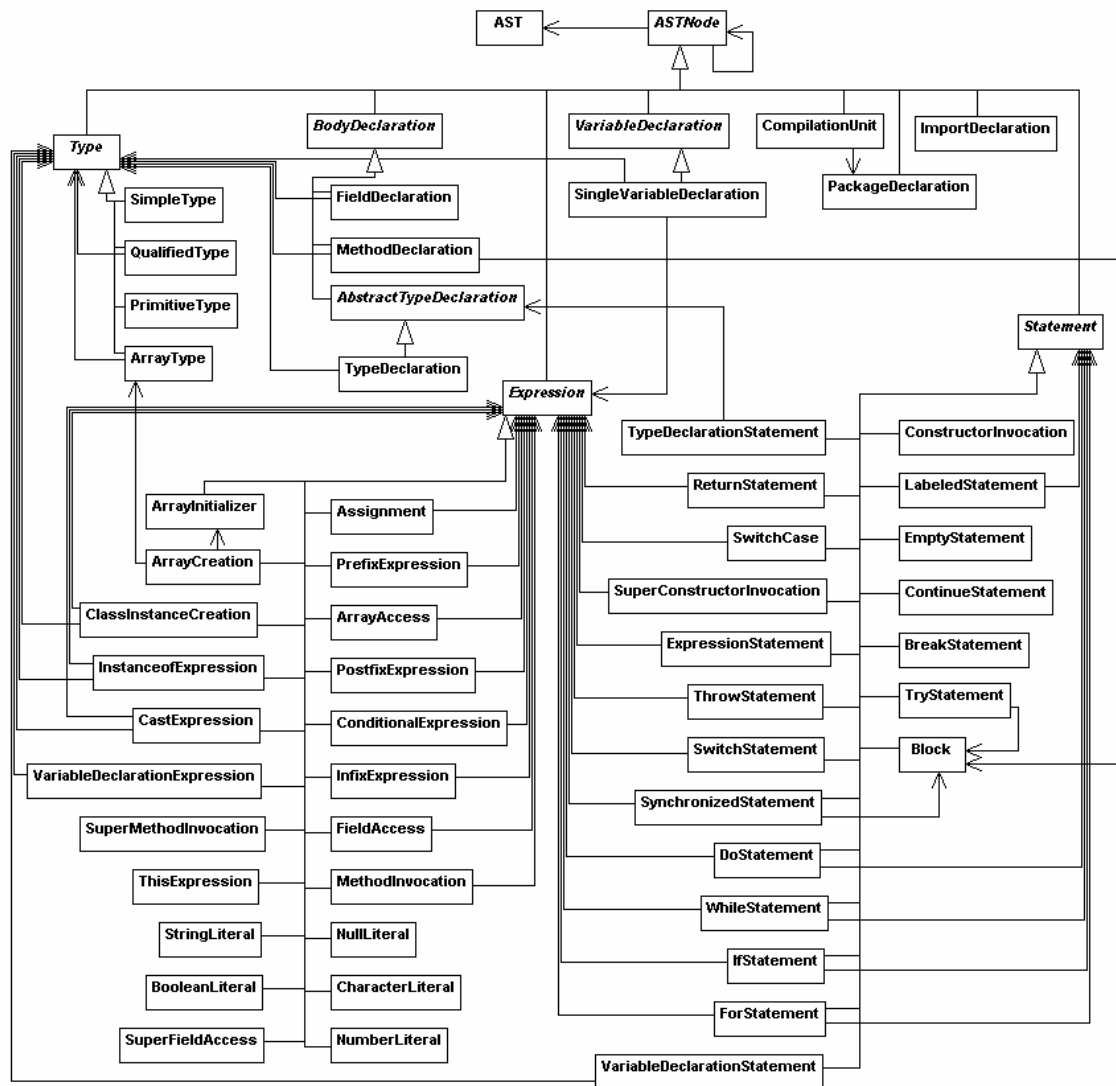 AST
ASTNode
BodyDeclaration
VariableDeclaration
CompilationUnit
ImportDeclaration
Type
PackageDeclaration
SimpleType
FieldDeclaration
SingleVariableDeclaration
QualifiedType
MethodDeclaration
PrimitiveType
AbstractTypeDeclaration
Statement
ArrayType
TypeDeclaration
Expression
TypeDeclarationStatement
ConstructorInvocation
ArrayInitializer
Assignment
ReturnStatement
LabeledStatement
ArrayCreation
PrefixExpression
SwitchCase
EmptyStatement
ClassInstanceCreation
ArrayAccess
SuperConstructorInvocation
ContinueStatement
InstanceofExpression
PostfixExpression
ExpressionStatement
BreakStatement
CastExpression
ConditionalExpression
ThrowStatement
TryStatement
VariableDeclarationExpression
InfixExpression
SwitchStatement
Block
SuperMethodInvocation
FieldAccess
SynchronizedStatement
ThisExpression
MethodInvocation
DoStatement
StringLiteral
NullLiteral
WhileStatement
BooleanLiteral
CharacterLiteral
IfStatement
SuperFieldAccess
NumberLiteral
ForStatement
VariableDeclarationStatement